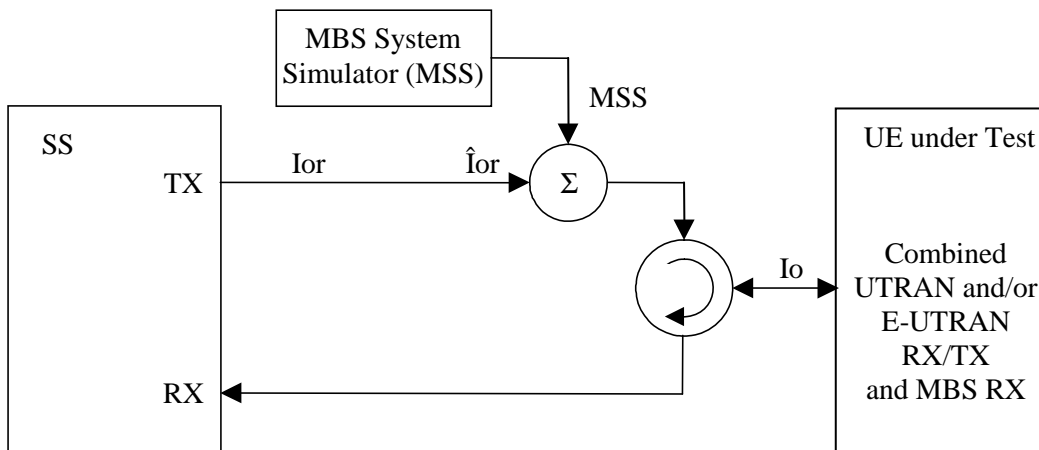 MBS System
Simulator (MSS)
MSS
SS
TX
Ior
Îor
Σ
UE under Test
Io
Combined
UTRAN and/or
E-UTRAN
RX/TX
and MBS RX
RX